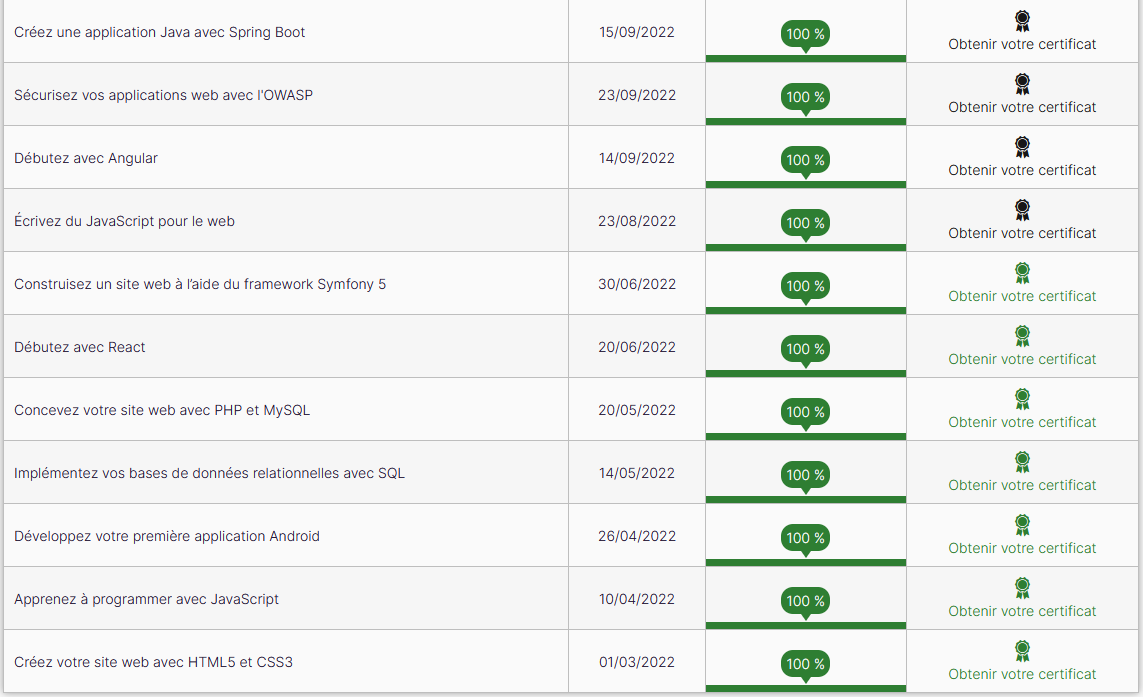 Créez une application Java avec Spring Boot 15/09/2022 100 % Obtenir votre certificat
Sécurisez vos applications web avec l'OWASP 23/09/2022 100 % Obtenir votre certificat
Débutez avec Angular 14/09/2022 100 % Obtenir votre certificat
Écrivez du JavaScript pour le web 23/08/2022 100 % Obtenir votre certificat
Construisez un site web à l’aide du framework Symfony 5 30/06/2022 100 % Obtenir votre certificat
Débutez avec React 20/06/2022 100 % Obtenir votre certificat
Concevez votre site web avec PHP et MySQL 20/05/2022 100 % Obtenir votre certificat
Implémentez vos bases de données relationnelles avec SQL 14/05/2022 100 % Obtenir votre certificat
Développez votre première application Android 26/04/2022 100 % Obtenir votre certificat
Apprenez à programmer avec JavaScript 10/04/2022 100 % Obtenir votre certificat
Créez votre site web avec HTML5 et CSS3 01/03/2022 100 % Obtenir votre certificat